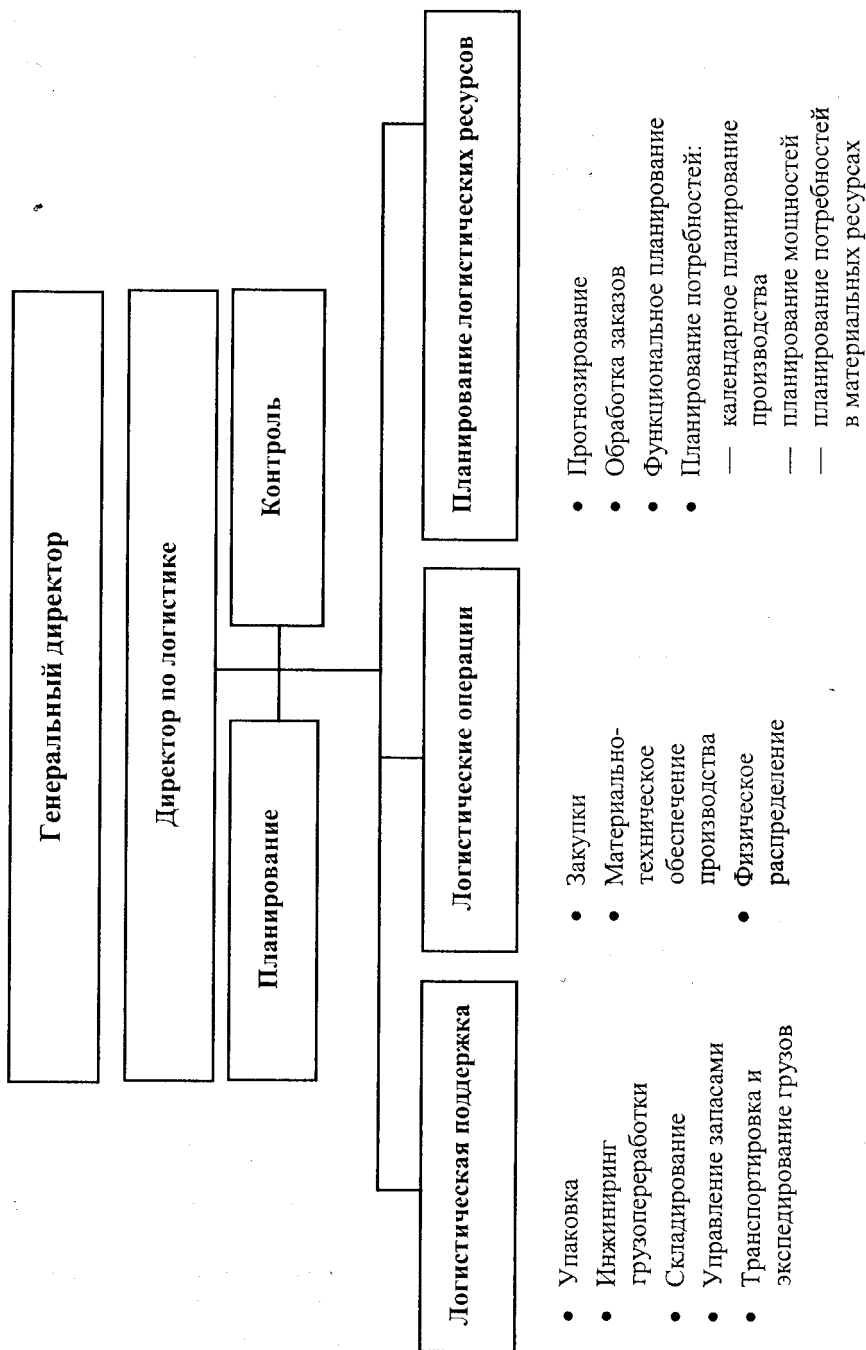 Генеральный директор
Директор по логистике
Планирование
Контроль
Логистическая поддержка
Логистические операции
Планирование логистических ресурсов
• Упаковка
• Инжиниринг
грузопереработки
• Складирование
• Управление запасами
• Транспортировка и
экспедирование грузов
• Закупки
• Материально-
техническое
обеспечение
производства
• Физическое
распределение
• Прогнозирование
• Обработка заказов
• Функциональное планирование
• Планирование потребностей:
— календарное планирование
производства
— планирование мощностей
— планирование потребностей
в материальных ресурсах